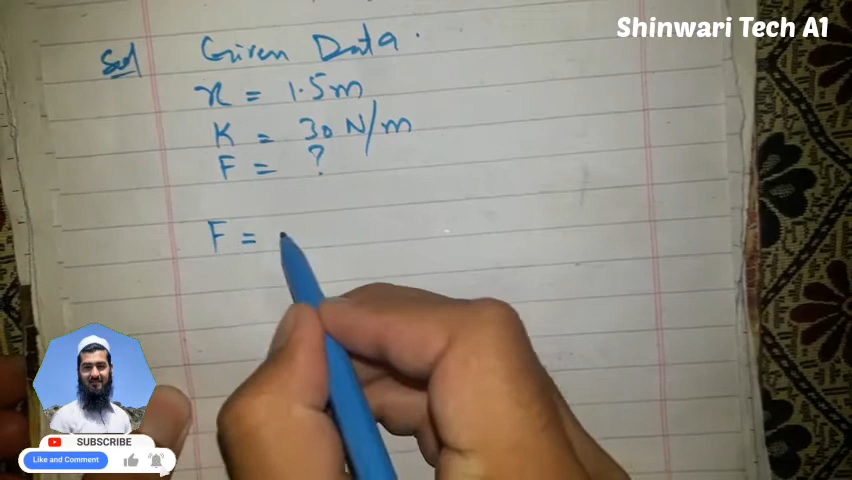 Shinwari Tech A1
Sol Given Data.
x = 1.5m
K = 30 N/m
F = ?
F =
SUBSCRIBE
Like and Comment